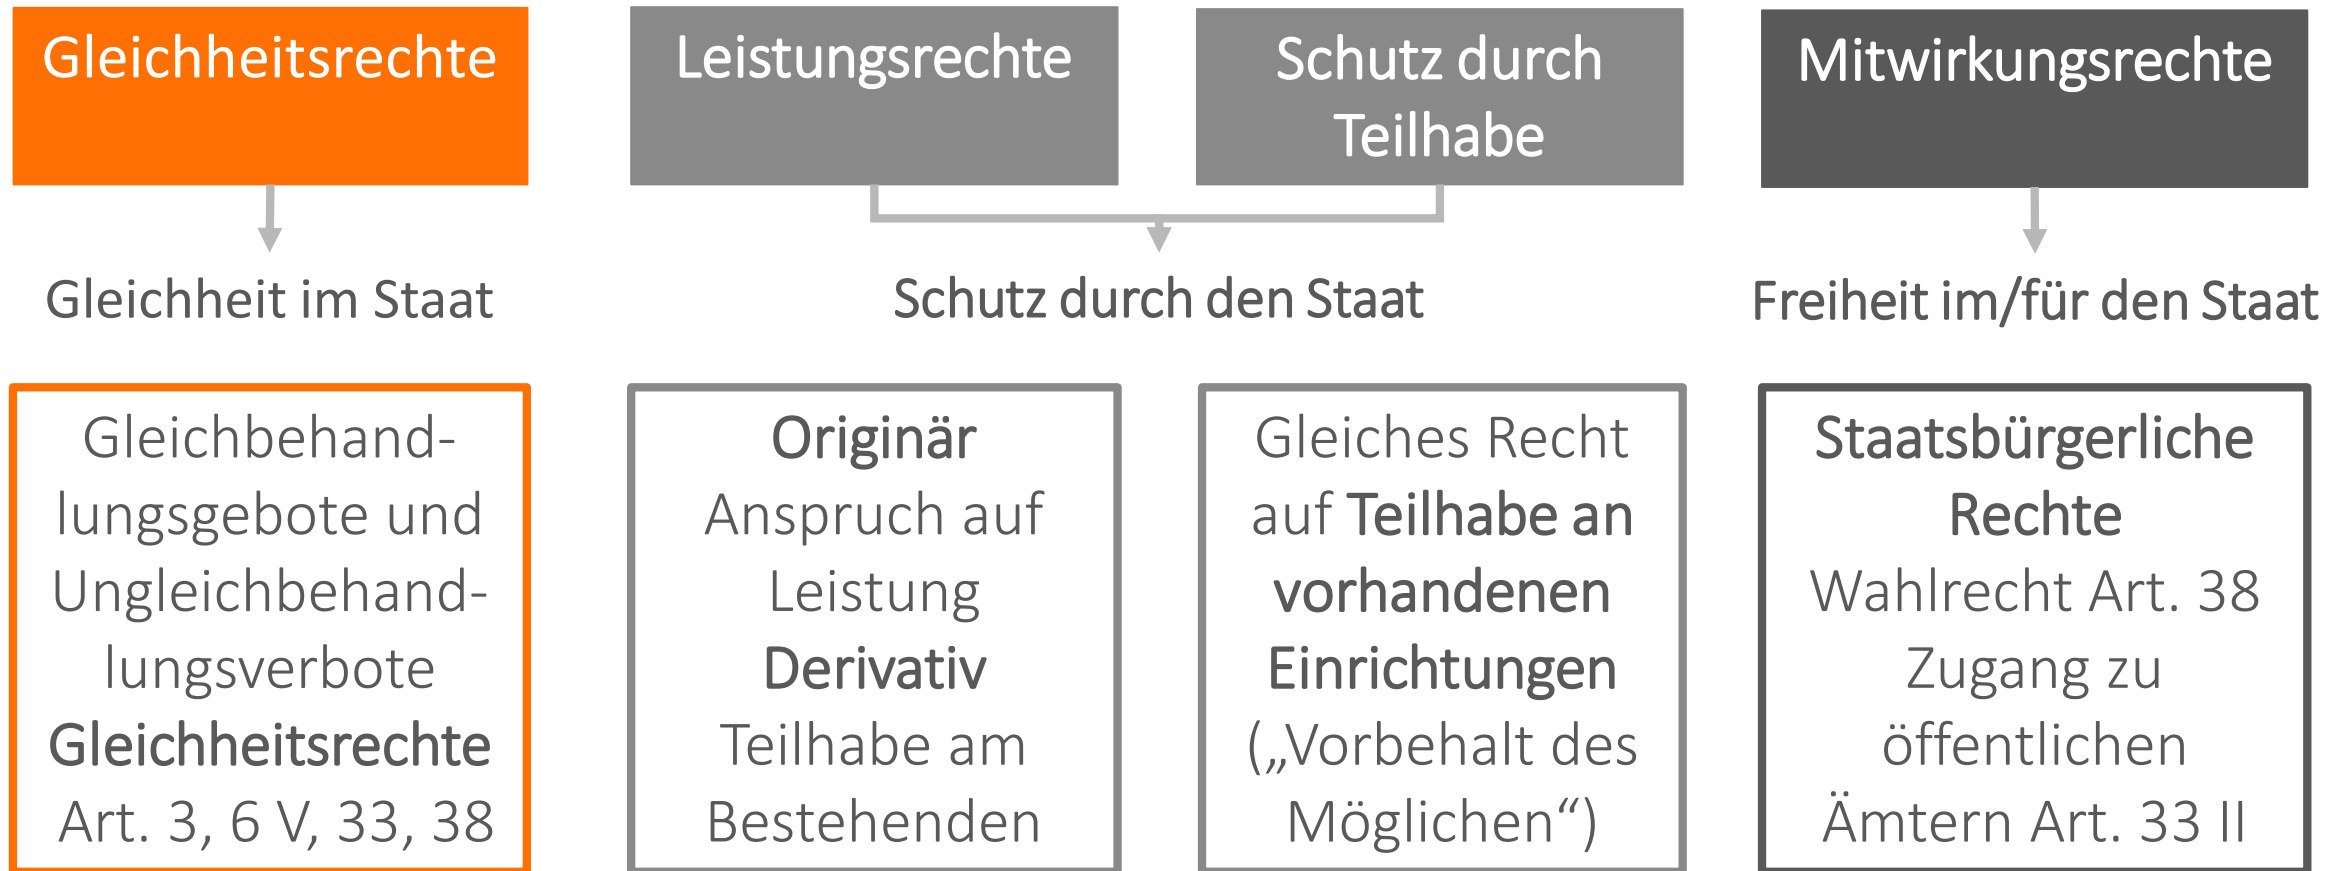 Gleichheitsrechte
Leistungsrechte
Schutz durch
Teilhabe
Mitwirkungsrechte
Gleichheit im Staat
Schutz durch den Staat
Freiheit im/für den Staat
Gleichbehand-
lungsgebote und
Ungleichbehand-
lungsverbote
Gleichheitsrechte
Art. 3, 6 V, 33, 38
Originär
Anspruch auf
Leistung
Derivativ
Teilhabe am
Bestehenden
Gleiches Recht
auf Teilhabe an
vorhandenen
Einrichtungen
(„Vorbehalt des
Möglichen“)
Staatsbürgerliche
Rechte
Wahlrecht Art. 38
Zugang zu
öffentlichen
Ämtern Art. 33 II